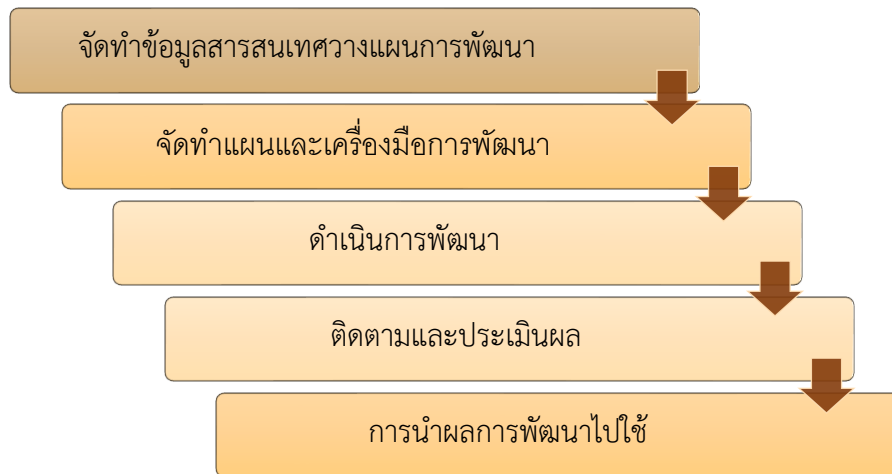 จัดทำข้อมูลสารสนเทศวางแผนการพัฒนา
จัดทำแผนและเครื่องมือการพัฒนา
ดำเนินการพัฒนา
ติดตามและประเมินผล
การนำผลการพัฒนาไปใช้